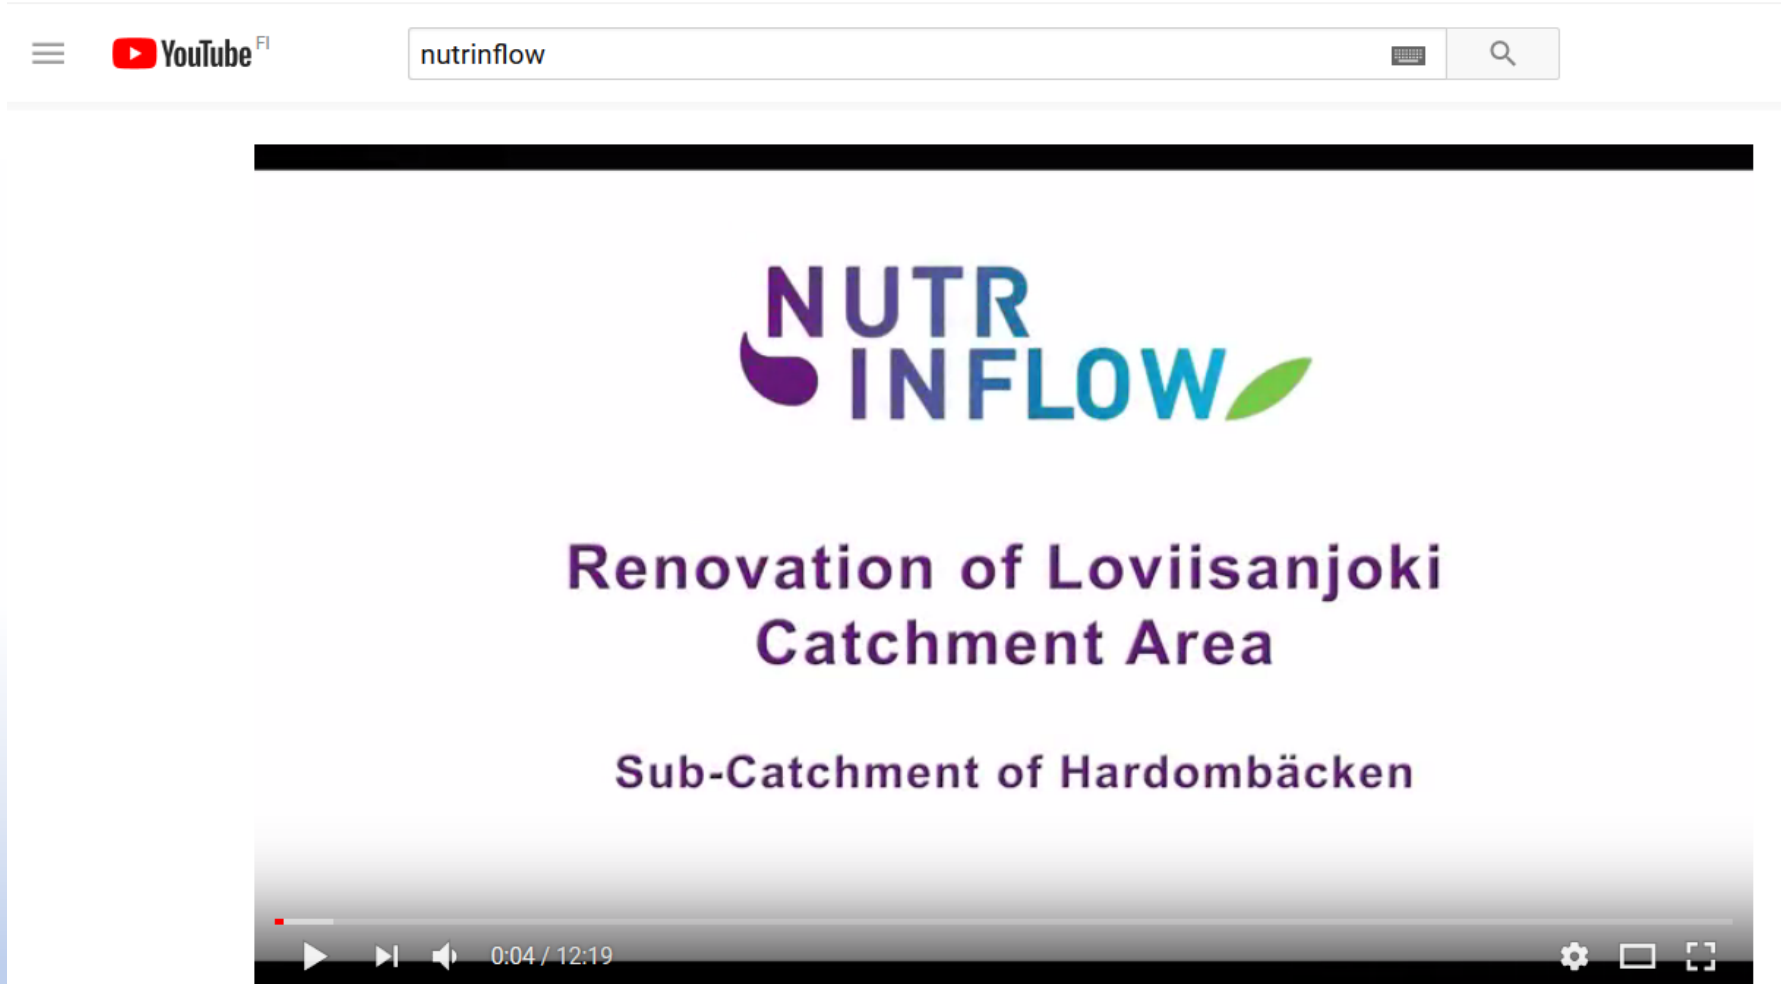 YouTube FI
nutrinflow
NUTR
INFLOW
Renovation of Loviisanjoki
Catchment Area
Sub-Catchment of Hardombäcken
0:04 / 12:19